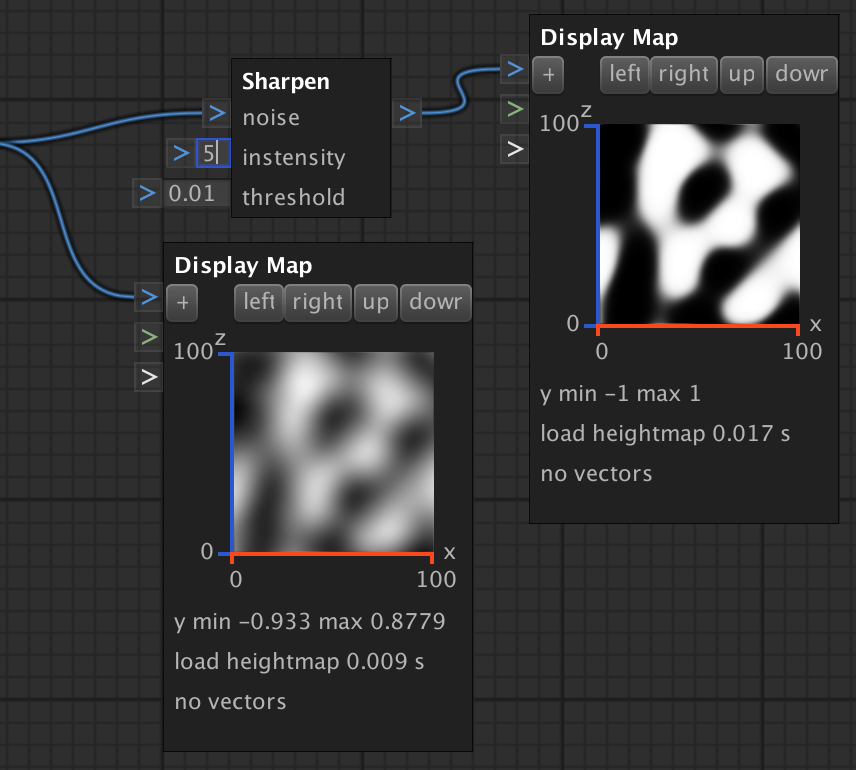 Sharpen
> noise >
> 5 instensity
> 0.01 threshold
Display Map
> + left right up dowr
>
>
z
100
0
x
0 100
y min -1 max 1
load heightmap 0.017 s
no vectors
Display Map
> + left right up dowr
>
>
z
100
0
x
0 100
y min -0.933 max 0.8779
load heightmap 0.009 s
no vectors